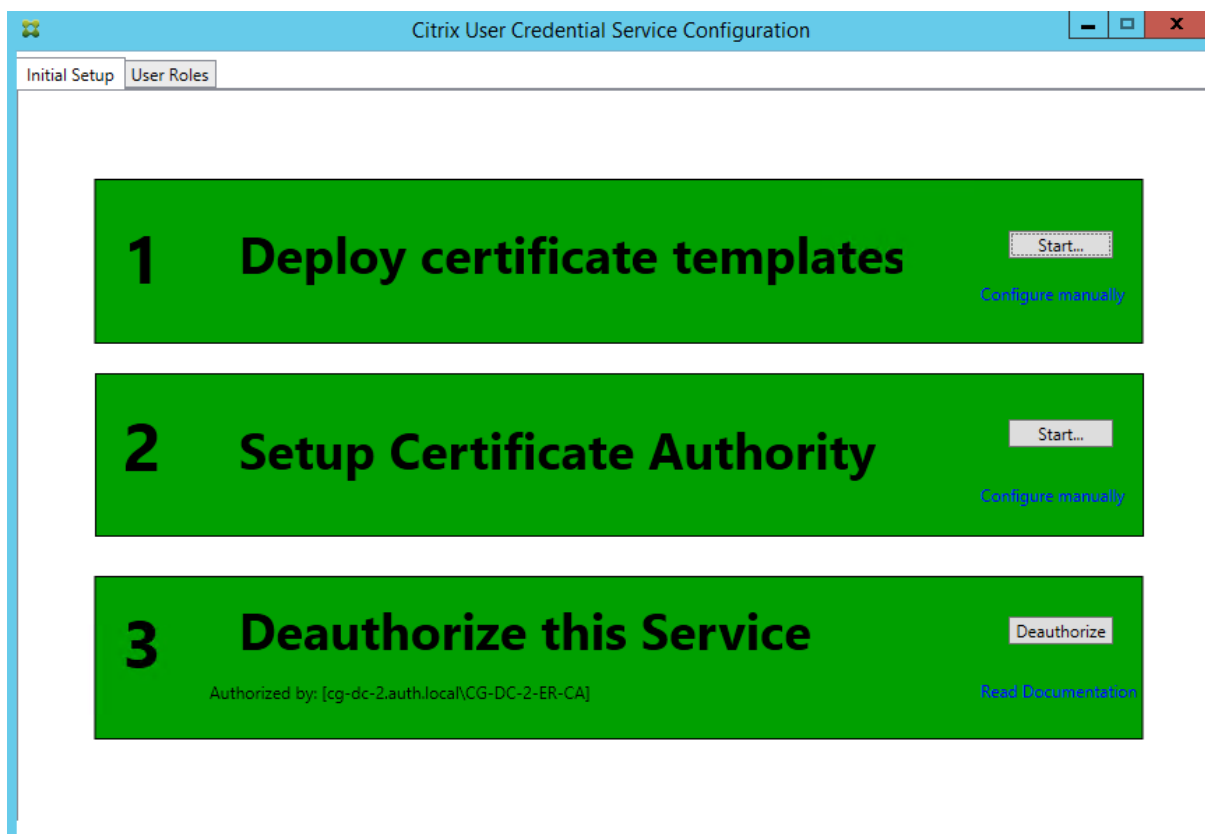 Citrix User Credential Service Configuration
Initial Setup
User Roles
1
Deploy certificate templates
Start...
Configure manually
2
Setup Certificate Authority
Start...
Configure manually
3
Deauthorize this Service
Deauthorize
Authorized by: [cg-dc-2.auth.local\CG-DC-2-ER-CA]
Read Documentation